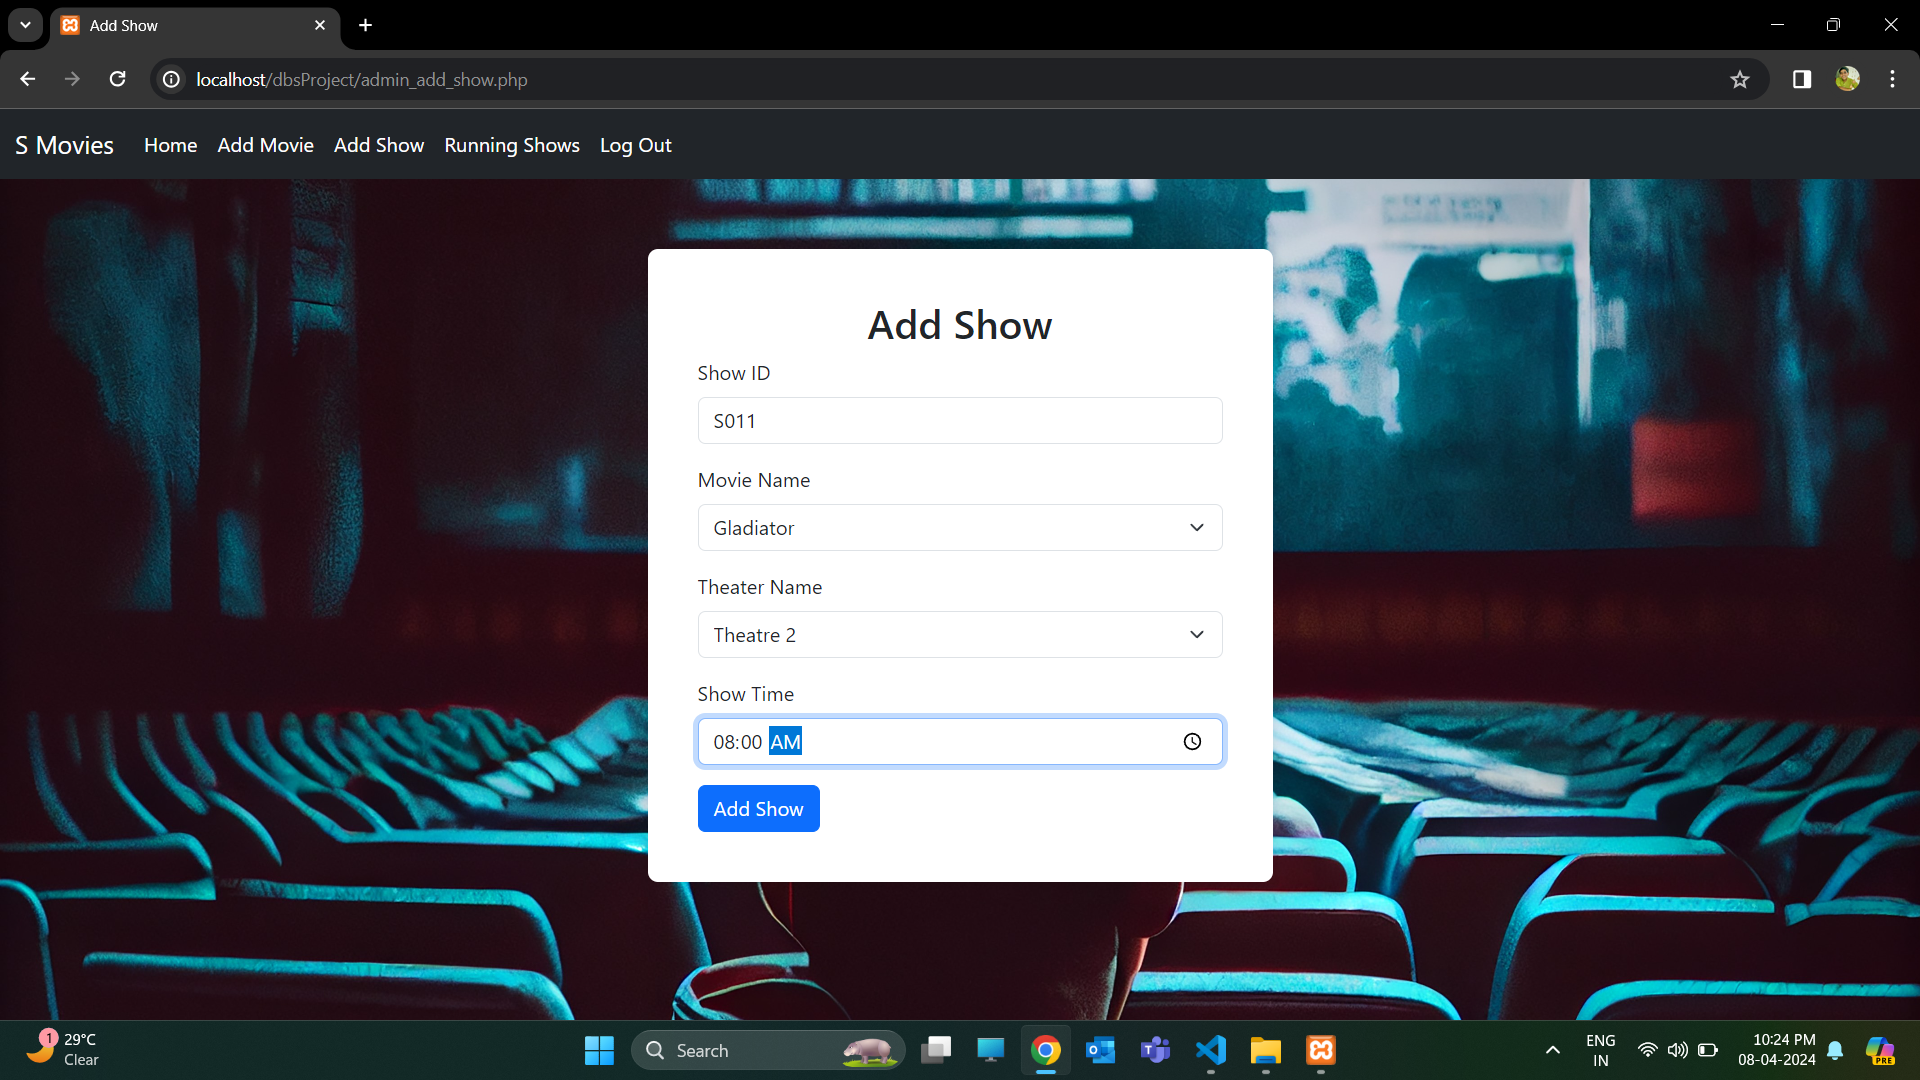 Add Show
localhost/dbsProject/admin_add_show.php
S Movies Home Add Movie Add Show Running Shows Log Out
Add Show
Show ID
S011
Movie Name
Gladiator
Theater Name
Theatre 2
Show Time
08:00 AM
Add Show
1 29°C
Clear
Search
ENG
IN
10:24 PM
08-04-2024
PRE